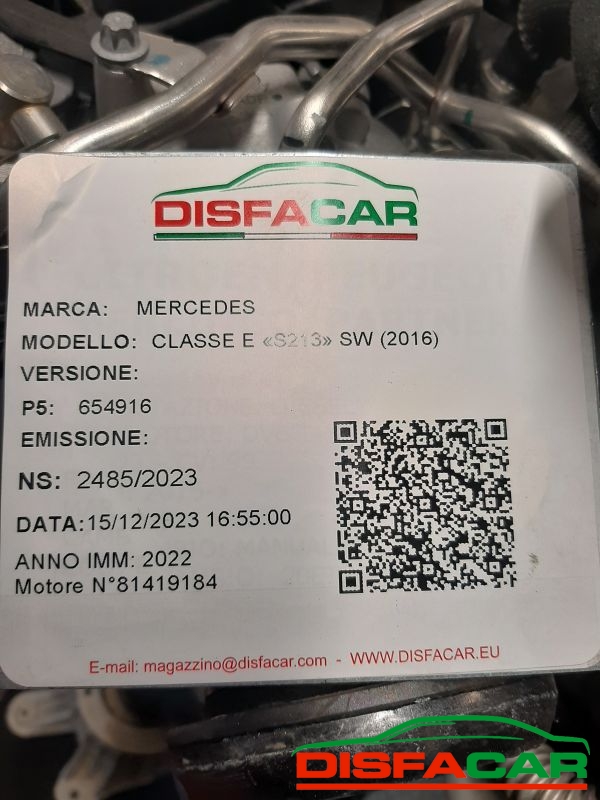 DISFACAR
MARCA: MERCEDES
MODELLO: CLASSE E «S213» SW (2016)
VERSIONE:
P5: 654916
EMISSIONE:
NS: 2485/2023
DATA:15/12/2023 16:55:00
ANNO IMM: 2022
Motore N°81419184
E-mail: magazzino@disfacar.com - WWW.DISFACAR.EU
DISFACAR